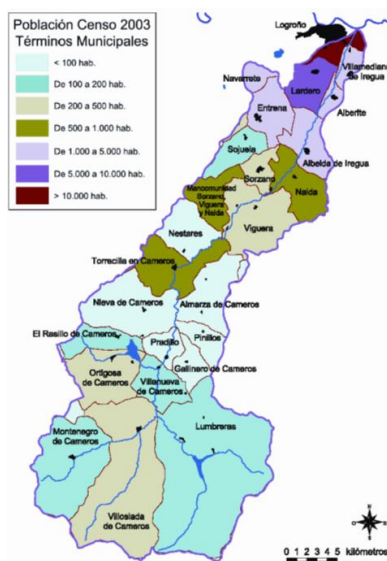 Población Censo 2003
Términos Municipales
< 100 hab.
De 100 a 200 hab.
De 200 a 500 hab.
De 500 a 1.000 hab.
De 1.000 a 5.000 hab.
De 5.000 a 10.000 hab.
> 10.000 hab.
Logroño
Villamediana
de Iregua
Navarrete
Lardero
Entrena
Alberite
Sojuela
Albelda de Iregua
Sorzano
Mancomunidad
Sorzano,
Viguera
y Nalda
Nalda
Viguera
Nestares
Torrecilla en Cameros
Nieva de Cameros
Almarza de Cameros
El Rasillo de Cameros
Pradillo
Pinillos
Gallinero de Cameros
Ortigosa
de Cameros
Villanueva
de Cameros
Lumbreras
Montenegro
de Cameros
Villoslada
de Cameros
N
0 1 2 3 4 5
kilómetros